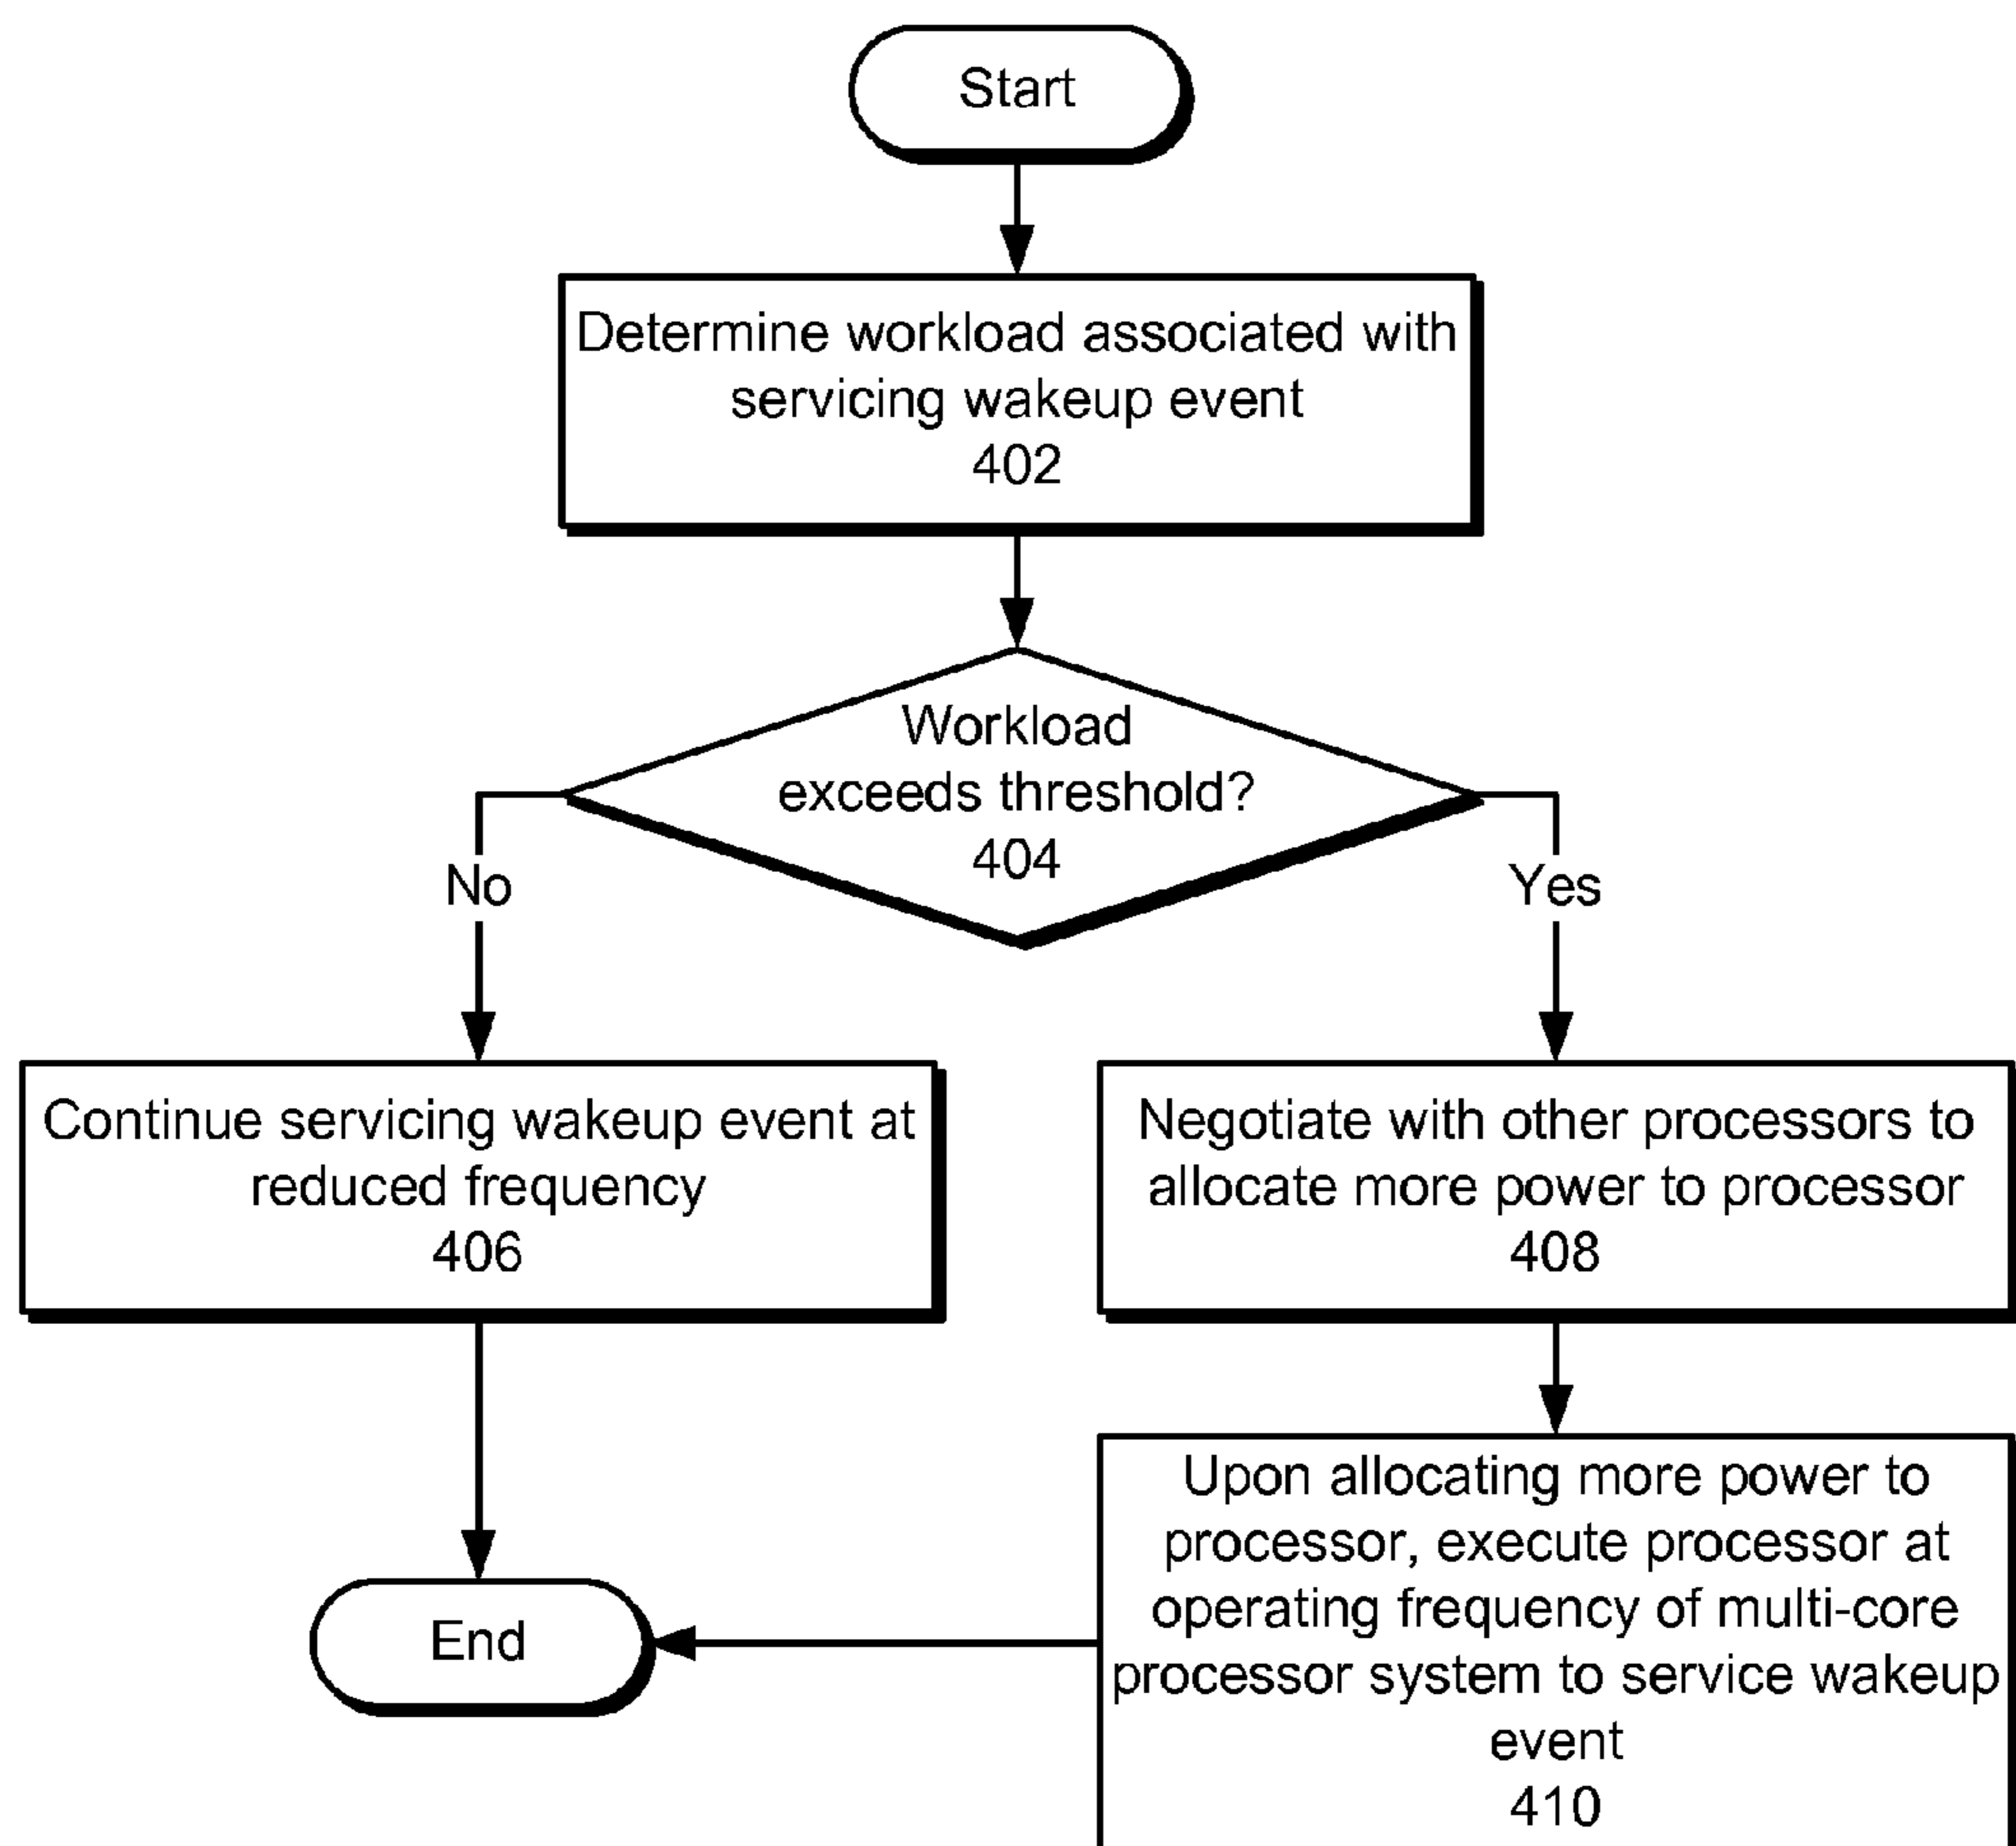 Start
Determine workload associated with
servicing wakeup event
402
Workload
exceeds threshold?
404
No
Yes
Continue servicing wakeup event at
reduced frequency
406
Negotiate with other processors to
allocate more power to processor
408
Upon allocating more power to
processor, execute processor at
operating frequency of multi-core
processor system to service wakeup
event
410
End